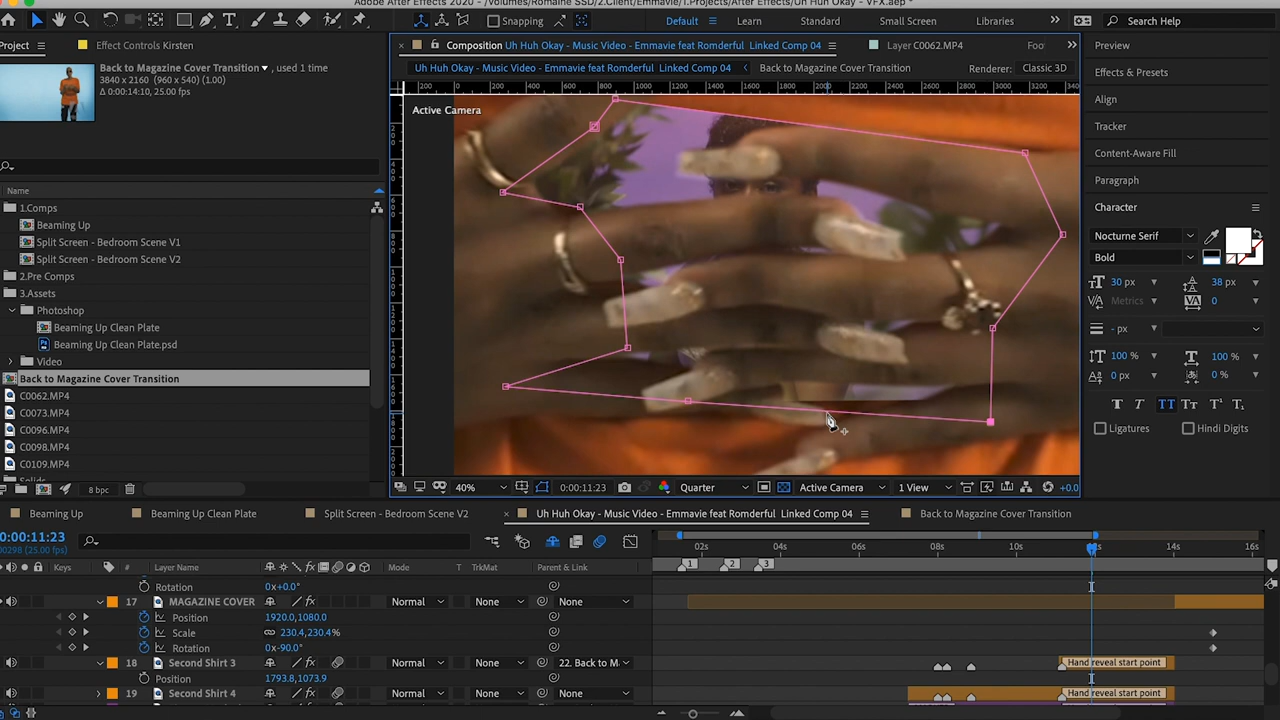 After Effects 2020 - /Volumes/Romaine SSD/2.Client/Emmavie/1.Projects/After Effects/Uh Huh Okay - VFX.aep *
Snapping
Default
Learn
Standard
Small Screen
Libraries
Search Help
Project
Effect Controls Kirsten
Composition Uh Huh Okay - Music Video - Emmavie feat Romderful Linked Comp 04
Layer C0062.MP4
Foo
Preview
Back to Magazine Cover Transition, used 1 time
3840 x 2160 (960 x 540) (1.00)
Δ 0:00:14:10, 25.00 fps
Uh Huh Okay - Music Video - Emmavie feat Romderful Linked Comp 04
Back to Magazine Cover Transition
Renderer: Classic 3D
Effects & Presets
Active Camera
Align
Tracker
Content-Aware Fill
Paragraph
Character
Nocturne Serif
Bold
30 px
38 px
Metrics
0
- px
100 %
100 %
0 px
0 %
Ligatures
Hindi Digits
Name
1.Comps
Beaming Up
Split Screen - Bedroom Scene V1
Split Screen - Bedroom Scene V2
2.Pre Comps
3.Assets
Photoshop
Beaming Up Clean Plate
Beaming Up Clean Plate.psd
Video
Back to Magazine Cover Transition
C0062.MP4
C0073.MP4
C0096.MP4
C0098.MP4
C0109.MP4
8 bpc
40%
0:00:11:23
Quarter
Active Camera
1 View
+0.0
Beaming Up
Beaming Up Clean Plate
Split Screen - Bedroom Scene V2
Uh Huh Okay - Music Video - Emmavie feat Romderful Linked Comp 04
Back to Magazine Cover Transition
0:00:11:23
00298 (25.00 fps)
02s
04s
06s
08s
10s
14s
16s
1
2
3
Keys
#
Layer Name
Mode
T
TrkMat
Parent & Link
Rotation
0x+0.0°
17
MAGAZINE COVER
Normal
None
None
Position
1920.0,1080.0
Scale
230.4,230.4%
Rotation
0x-90.0°
18
Second Shirt 3
Normal
None
22. Back to M
Hand reveal start point
Position
1793.8,1073.9
19
Second Shirt 4
Normal
None
None
Hand reveal start point